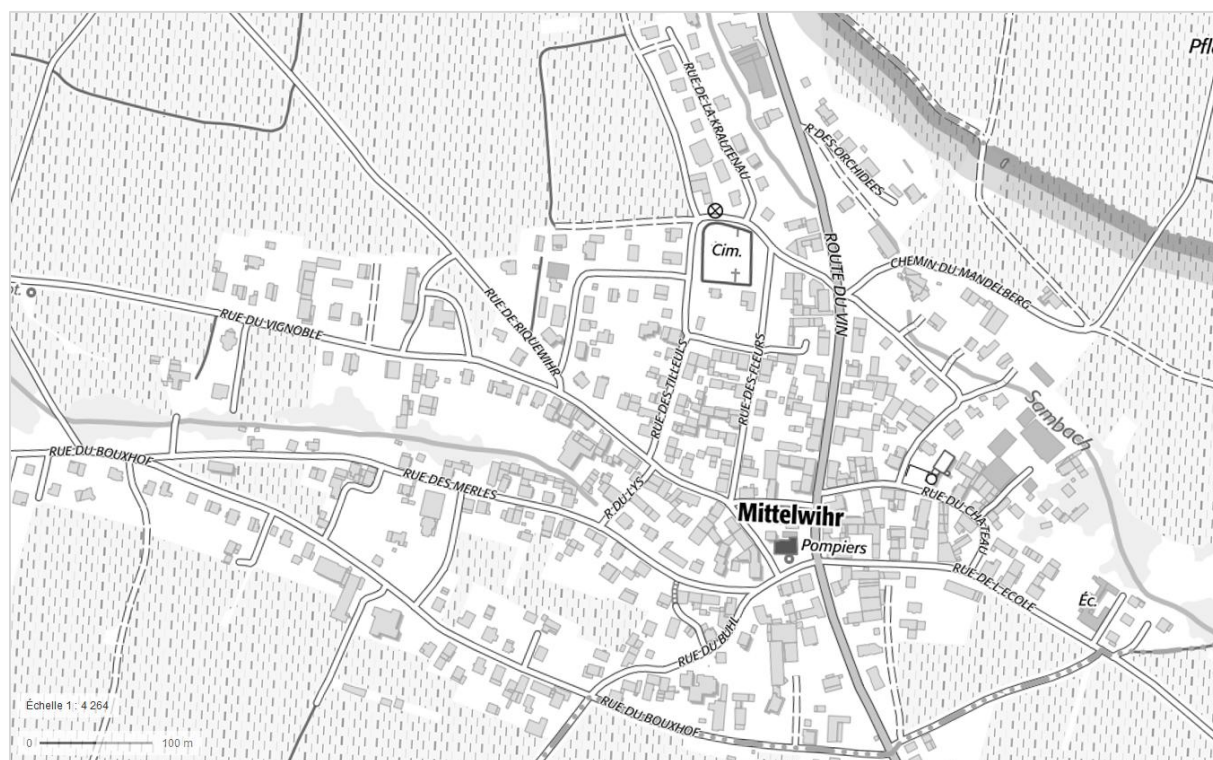 Pfl
RUE DE LA KRAUTENAU
R DES ORCHIDEES
Cim.
ROUTE DU VIN
CHEMIN DU MANDELBERG
RUE DE RIQUEWIHR
RUE DU VIGNOBLE
RUE DES TILLEULS
RUE DES FLEURS
Sambach
RUE DU BOUXHOF
RUE DES MERLES
R DU LYS
RUE DU CHATEAU
Mittelwihr
Pompiers
RUE DE L'ECOLE
Éc.
RUE DU BUHL
RUE DU BOUXHOF
Échelle 1 : 4 264
0 100 m